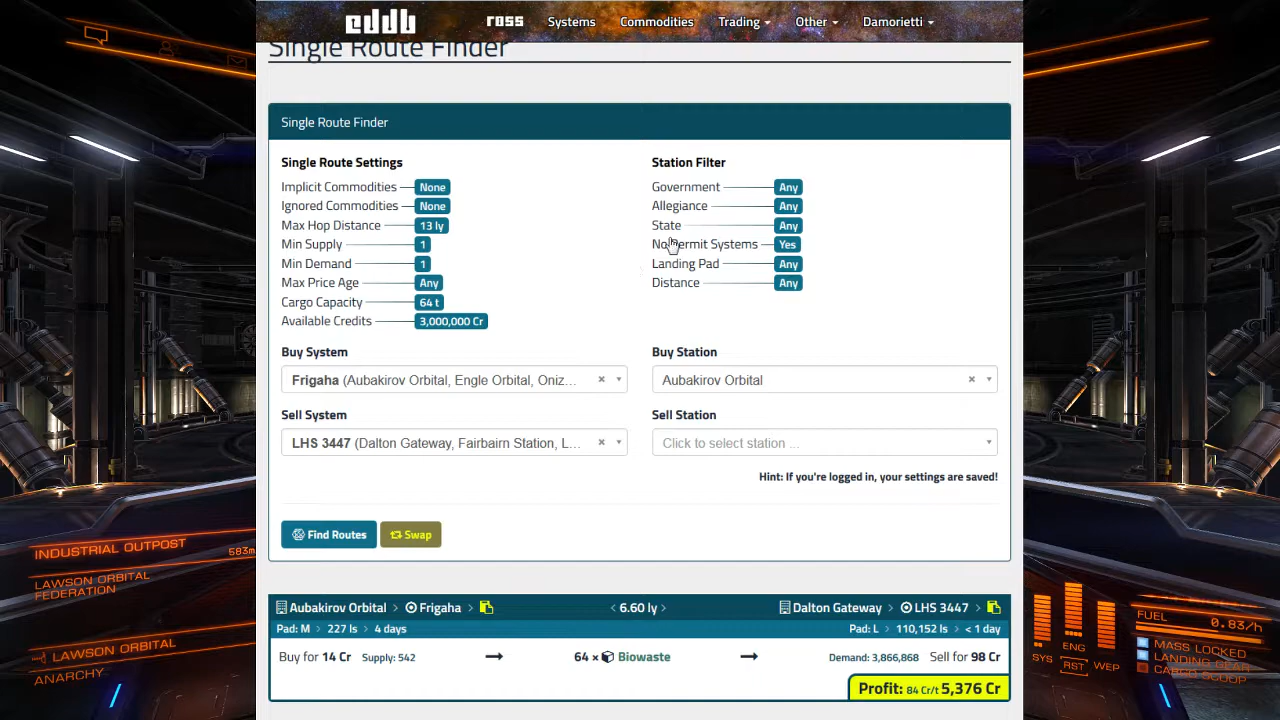 eddb ross Systems Commodities Trading Other Damorietti
Single Route Finder
Single Route Finder
Single Route Settings
Implicit Commodities None
Ignored Commodities None
Max Hop Distance 13 ly
Min Supply 1
Min Demand 1
Max Price Age Any
Cargo Capacity 64 t
Available Credits 3,000,000 Cr
Station Filter
Government Any
Allegiance Any
State Any
No Permit Systems Yes
Landing Pad Any
Distance Any
Buy System
Frigaha (Aubakirov Orbital, Engle Orbital, Oniz... ×
Buy Station
Aubakirov Orbital ×
Sell System
LHS 3447 (Dalton Gateway, Fairbairn Station, L... ×
Sell Station
Click to select station ...
Hint: If you're logged in, your settings are saved!
Find Routes Swap
Aubakirov Orbital > Frigaha > < 6.60 ly > Dalton Gateway > LHS 3447 >
Pad: M > 227 ls > 4 days Pad: L > 110,152 ls > < 1 day
Buy for 14 Cr Supply: 542 64 × Biowaste Demand: 3,866,868 Sell for 98 Cr
Profit: 84 Cr/t 5,376 Cr
INDUSTRIAL OUTPOST 583m
LAWSON ORBITAL
FEDERATION
LAWSON ORBITAL
ANARCHY
FUEL 0.83/h
SYS ENG WEP
RST
MASS LOCKED
LANDING GEAR
CARGO SCOOP